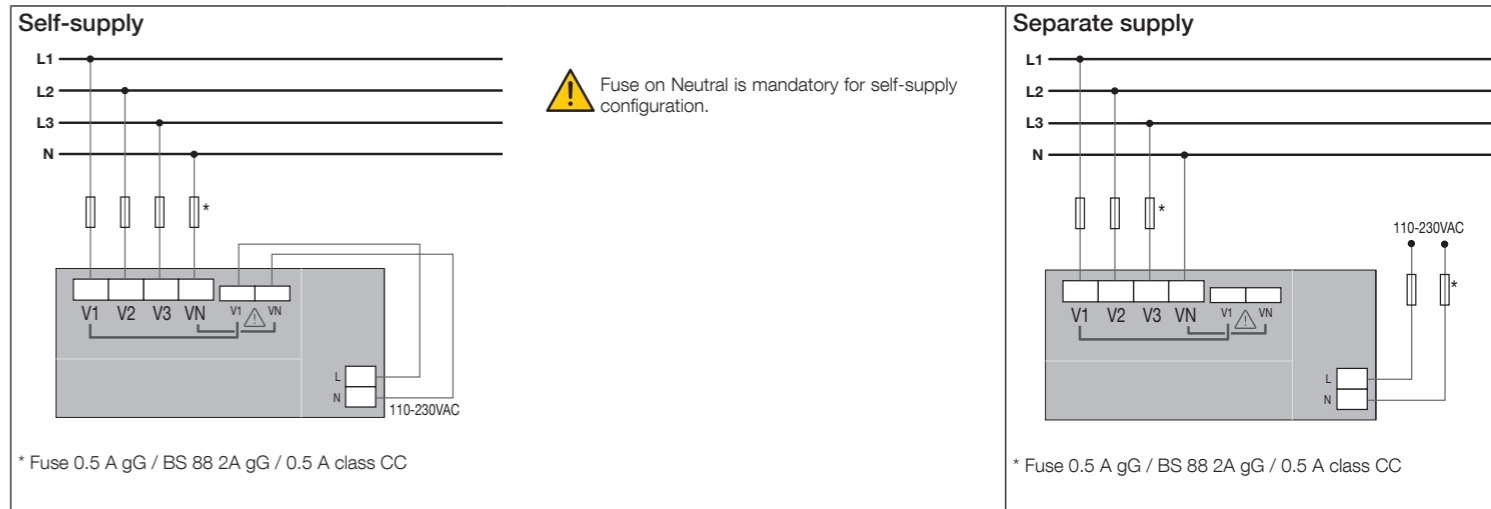 Self-supply
L1
L2
L3
N
*
V1 V2 V3 VN V1 VN
L
N
110-230VAC
* Fuse 0.5 A gG / BS 88 2A gG / 0.5 A class CC
Fuse on Neutral is mandatory for self-supply
configuration.
Separate supply
L1
L2
L3
N
*
110-230VAC
*
V1 V2 V3 VN V1 VN
L
N
* Fuse 0.5 A gG / BS 88 2A gG / 0.5 A class CC